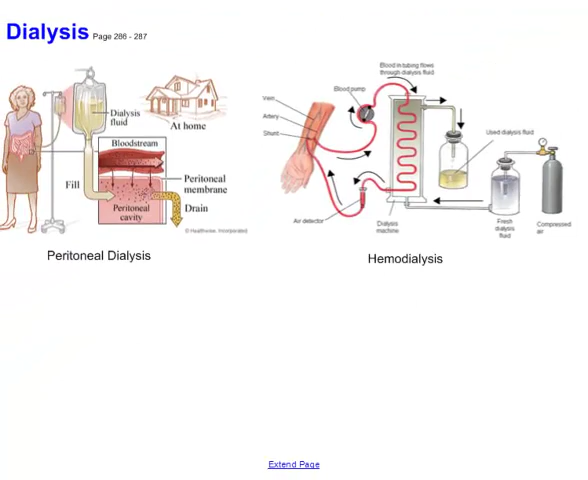 Dialysis Page 286 - 287
Dialysis
fluid
At home
Bloodstream
Fill
Peritoneal
membrane
Peritoneal
cavity
Drain
© Healthwise, Incorporated
Peritoneal Dialysis
Blood in tubing flows
through dialysis fluid
Blood pump
Vein
Artery
Shunt
Used dialysis fluid
Air detector
Dialysis
machine
Fresh
dialysis
fluid
Compressed
air
Hemodialysis
Extend Page